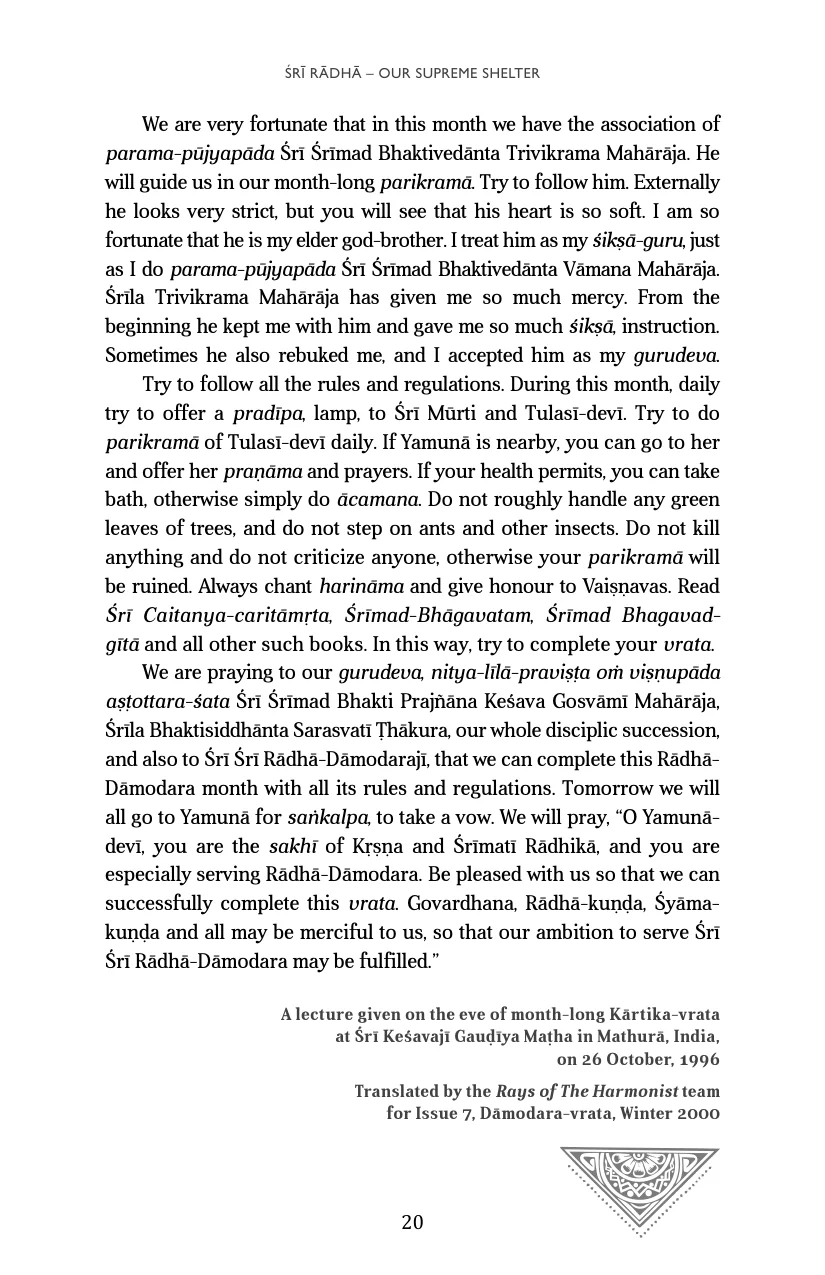 ŚRĪ RĀDHĀ – OUR SUPREME SHELTER
We are very fortunate that in this month we have the association of
parama-pūjyapāda Śrī Śrīmad Bhaktivedānta Trivikrama Mahārāja. He
will guide us in our month-long parikramā. Try to follow him. Externally
he looks very strict, but you will see that his heart is so soft. I am so
fortunate that he is my elder god-brother. I treat him as my śikṣā-guru, just
as I do parama-pūjyapāda Śrī Śrīmad Bhaktivedānta Vāmana Mahārāja.
Śrīla Trivikrama Mahārāja has given me so much mercy. From the
beginning he kept me with him and gave me so much śikṣā, instruction.
Sometimes he also rebuked me, and I accepted him as my gurudeva.
Try to follow all the rules and regulations. During this month, daily
try to offer a pradīpa, lamp, to Śrī Mūrti and Tulasī-devī. Try to do
parikramā of Tulasī-devī daily. If Yamunā is nearby, you can go to her
and offer her praṇāma and prayers. If your health permits, you can take
bath, otherwise simply do ācamana. Do not roughly handle any green
leaves of trees, and do not step on ants and other insects. Do not kill
anything and do not criticize anyone, otherwise your parikramā will
be ruined. Always chant harināma and give honour to Vaiṣṇavas. Read
Śrī Caitanya-caritāmṛta, Śrīmad-Bhāgavatam, Śrīmad Bhagavad-
gītā and all other such books. In this way, try to complete your vrata.
We are praying to our gurudeva, nitya-līlā-praviṣṭa oṁ viṣṇupāda
aṣṭottara-śata Śrī Śrīmad Bhakti Prajñāna Keśava Gosvāmī Mahārāja,
Śrīla Bhaktisiddhānta Sarasvatī Ṭhākura, our whole disciplic succession,
and also to Śrī Śrī Rādhā-Dāmodarajī, that we can complete this Rādhā-
Dāmodara month with all its rules and regulations. Tomorrow we will
all go to Yamunā for saṅkalpa, to take a vow. We will pray, “O Yamunā-
devī, you are the sakhī of Kṛṣṇa and Śrīmatī Rādhikā, and you are
especially serving Rādhā-Dāmodara. Be pleased with us so that we can
successfully complete this vrata. Govardhana, Rādhā-kuṇḍa, Śyāma-
kuṇḍa and all may be merciful to us, so that our ambition to serve Śrī
Śrī Rādhā-Dāmodara may be fulfilled.”
A lecture given on the eve of month-long Kārtika-vrata
at Śrī Keśavajī Gauḍīya Maṭha in Mathurā, India,
on 26 October, 1996
Translated by the Rays of The Harmonist team
for Issue 7, Dāmodara-vrata, Winter 2000
20